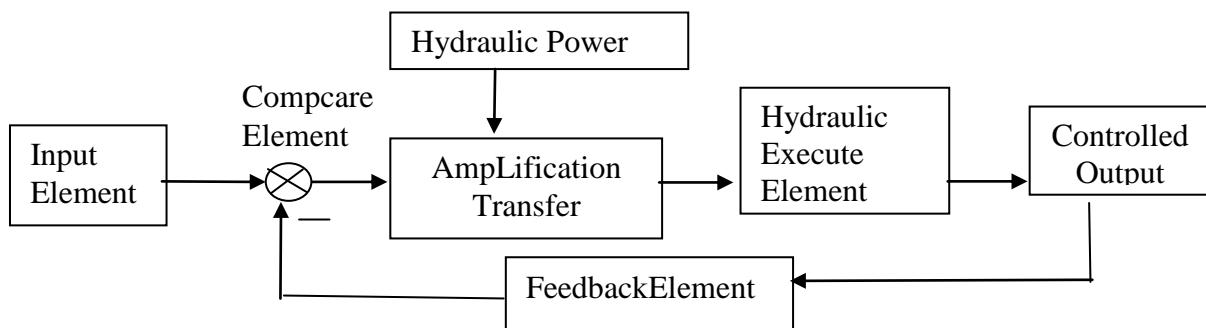 Hydraulic Power
Compcare
Element
Input
Element
AmpLification
Transfer
Hydraulic
Execute
Element
Controlled
Output
FeedbackElement